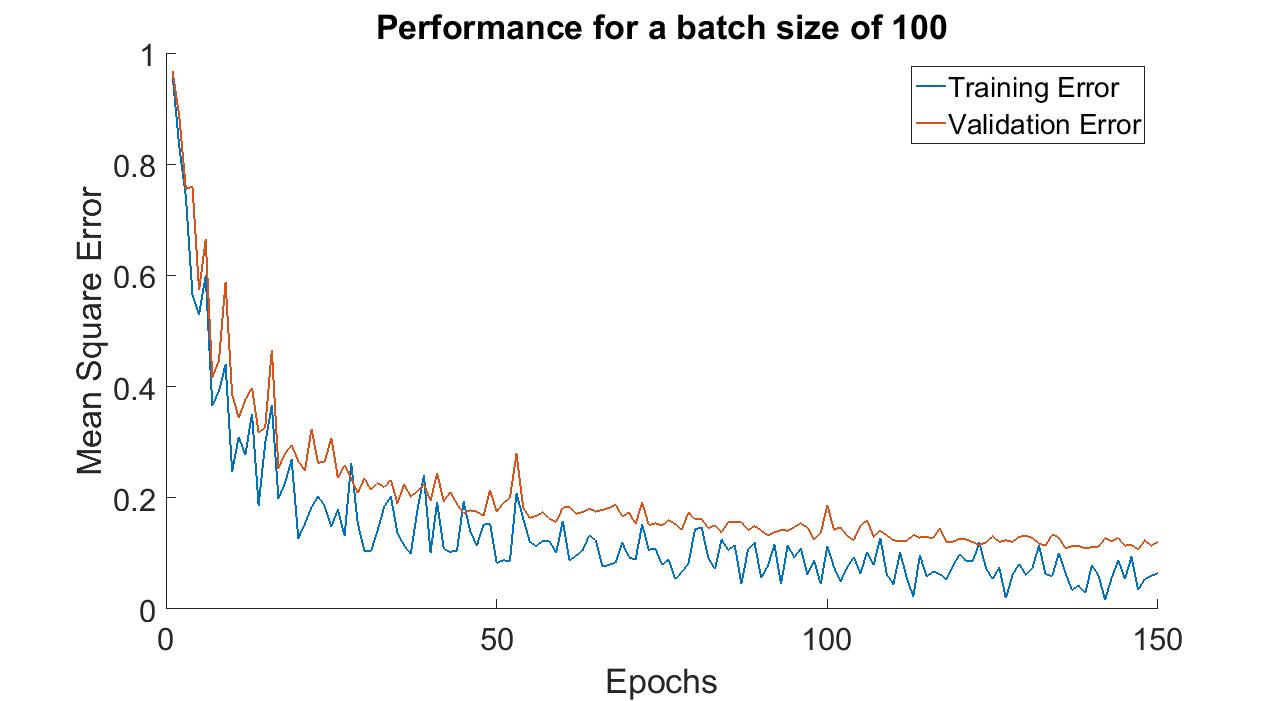 Performance for a batch size of 100
Training Error
Validation Error
Mean Square Error
1
0.8
0.6
0.4
0.2
0
0 50 100 150
Epochs